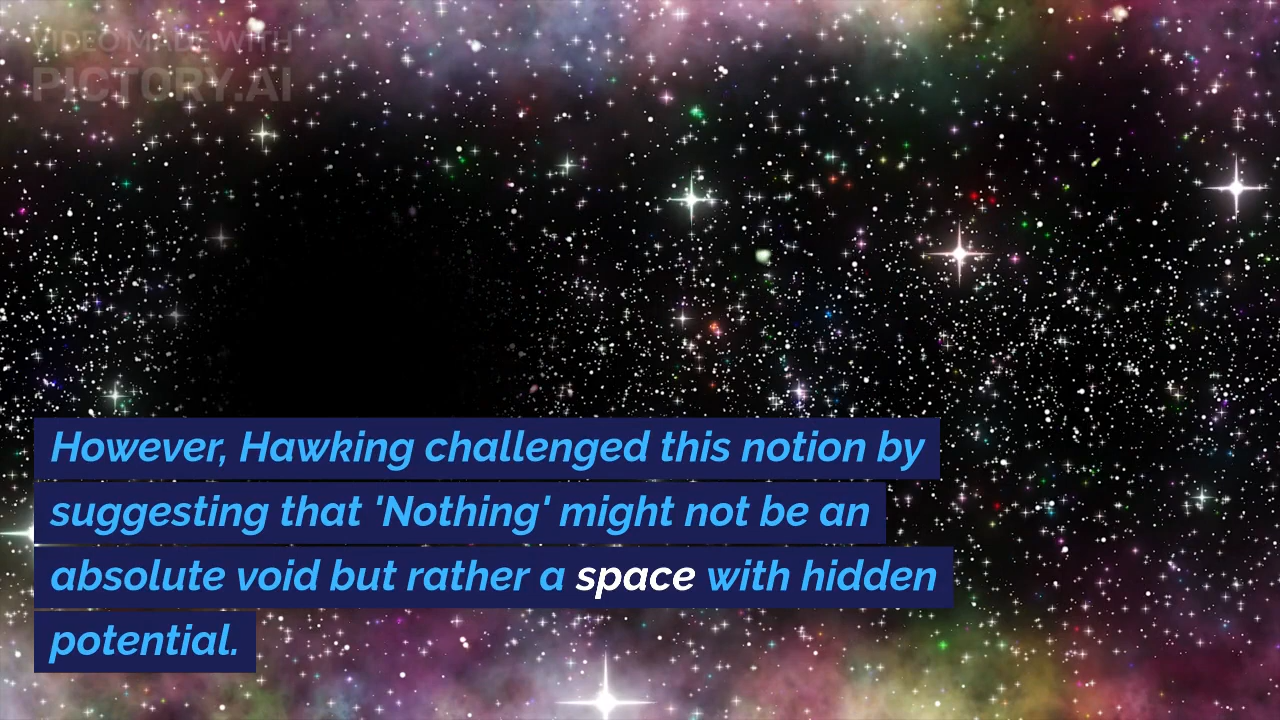 VIDEO MADE WITH
PICTORY.AI
However, Hawking challenged this notion by
suggesting that 'Nothing' might not be an
absolute void but rather a space with hidden
potential.